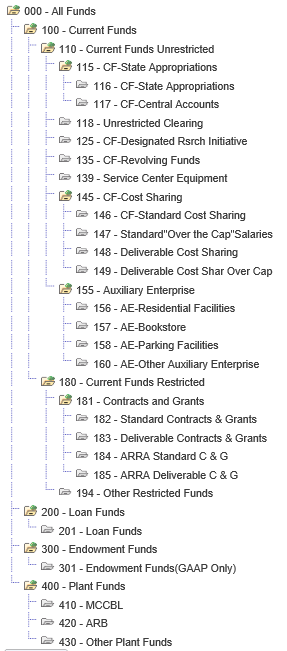 000 - All Funds
100 - Current Funds
110 - Current Funds Unrestricted
115 - CF-State Appropriations
116 - CF-State Appropriations
117 - CF-Central Accounts
118 - Unrestricted Clearing
125 - CF-Designated Rsrch Initiative
135 - CF-Revolving Funds
139 - Service Center Equipment
145 - CF-Cost Sharing
146 - CF-Standard Cost Sharing
147 - Standard"Over the Cap"Salaries
148 - Deliverable Cost Sharing
149 - Deliverable Cost Shar Over Cap
155 - Auxiliary Enterprise
156 - AE-Residential Facilities
157 - AE-Bookstore
158 - AE-Parking Facilities
160 - AE-Other Auxiliary Enterprise
180 - Current Funds Restricted
181 - Contracts and Grants
182 - Standard Contracts & Grants
183 - Deliverable Contracts & Grants
184 - ARRA Standard C & G
185 - ARRA Deliverable C & G
194 - Other Restricted Funds
200 - Loan Funds
201 - Loan Funds
300 - Endowment Funds
301 - Endowment Funds(GAAP Only)
400 - Plant Funds
410 - MCCBL
420 - ARB
430 - Other Plant Funds